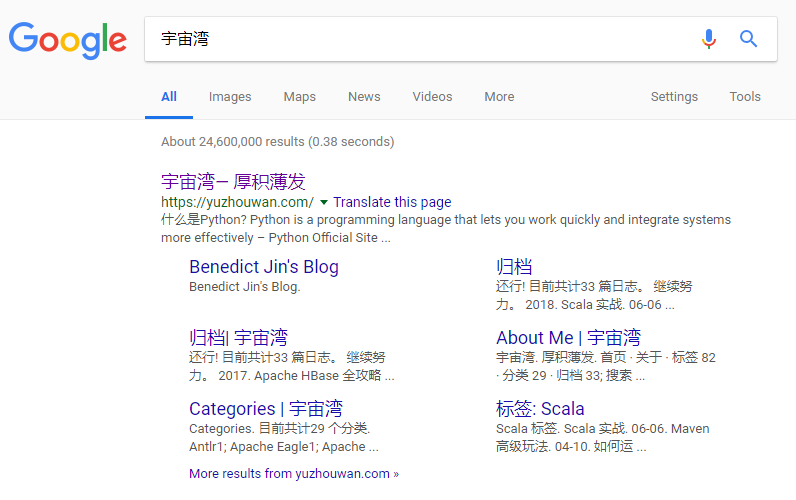 Google
宇宙湾
All Images Maps News Videos More Settings Tools
About 24,600,000 results (0.38 seconds)
宇宙湾— 厚积薄发
https://yuzhouwan.com/ Translate this page
什么是Python? Python is a programming language that lets you work quickly and integrate systems
more effectively – Python Official Site ...
Benedict Jin's Blog
Benedict Jin's Blog.
归档
还行! 目前共计33 篇日志。 继续努
力。 2018. Scala 实战. 06-06 ...
归档| 宇宙湾
还行! 目前共计33 篇日志。 继续努
力。 2017. Apache HBase 全攻略 ...
About Me | 宇宙湾
宇宙湾. 厚积薄发. 首页 · 关于 · 标签 82
· 分类 29 · 归档 33; 搜索 ...
Categories | 宇宙湾
Categories. 目前共计29 个分类.
Antlr1; Apache Eagle1; Apache ...
标签: Scala
Scala 标签. Scala 实战. 06-06. Maven
高级玩法. 04-10. 如何运 ...
More results from yuzhouwan.com »